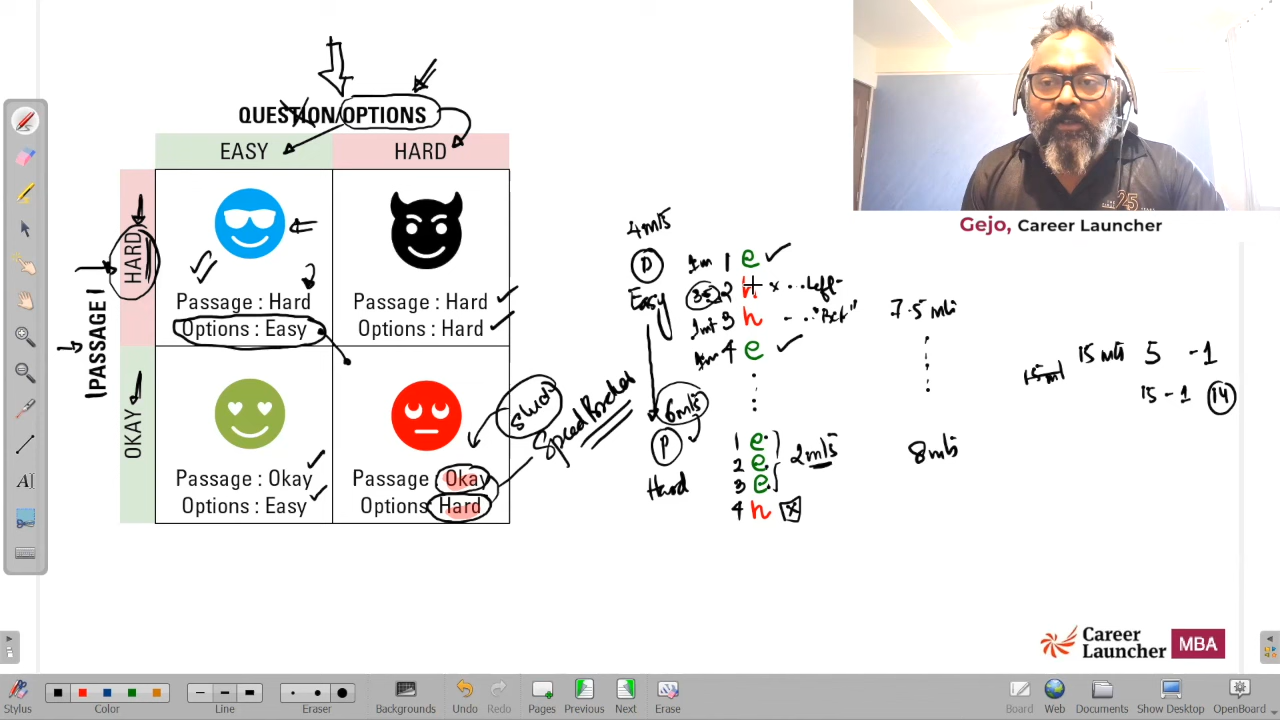 QUESTION/OPTIONS
EASY
HARD
PASSAGE
HARD
OKAY
Passage : Hard
Options : Easy
Passage : Hard
Options : Hard
Passage : Okay
Options : Easy
Passage : Okay
Options : Hard
Speed
4 mts
D
Easy
1m 1 e
2 h x
3 h
4 e
7.5 mts
6 mts
P
Hard
1 e
2 e
3 e
4 h x
2 mts
8 mts
15 mts 5 -1
15 - 1 14
Gejo, Career Launcher
25
Career
Launcher
MBA
Stylus
Color
Line
Eraser
Backgrounds
Undo
Redo
Pages
Previous
Next
Erase
Board
Web
Documents
Show Desktop
OpenBoard